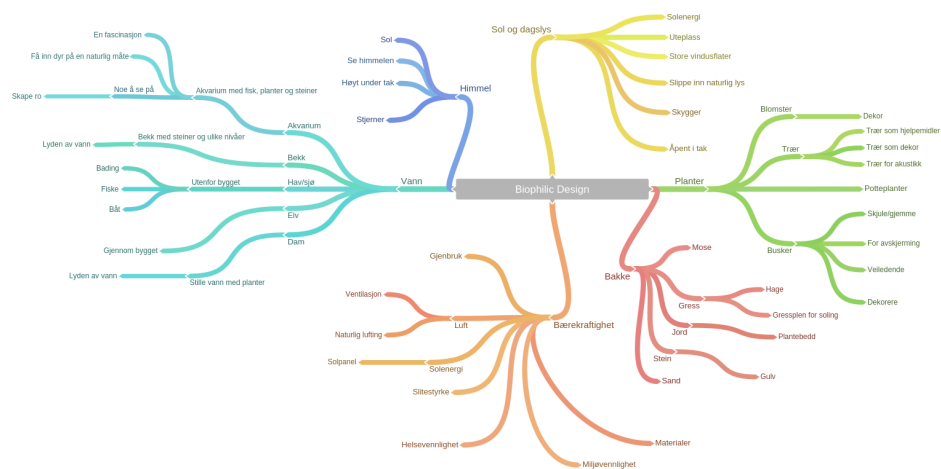 Biophilic Design
Himmel
Sol
Se himmelen
Høyt under tak
Stjerner
Vann
Akvarium
Akvarium med fisk, planter og steiner
En fascinasjon
Få inn dyr på en naturlig måte
Noe å se på
Skape ro
Bekk
Bekk med steiner og ulike nivåer
Lyden av vann
Hav/sjø
Utenfor bygget
Bading
Fiske
Båt
Elv
Gjennom bygget
Dam
Stille vann med planter
Lyden av vann
Sol og dagslys
Solenergi
Uteplass
Store vindusflater
Slippe inn naturlig lys
Skygger
Åpent i tak
Planter
Blomster
Dekor
Trær
Trær som hjelpemidler
Trær som dekor
Trær for akustikk
Potteplanter
Busker
Skjule/gjemme
For avskjerming
Veiledende
Dekorere
Bakke
Mose
Gress
Hage
Gressplen for soling
Jord
Plantebedd
Stein
Gulv
Sand
Bærekraftighet
Gjenbruk
Luft
Ventilasjon
Naturlig lufting
Solenergi
Solpanel
Slitestyrke
Helsevennlighet
Miljøvennlighet
Materialer